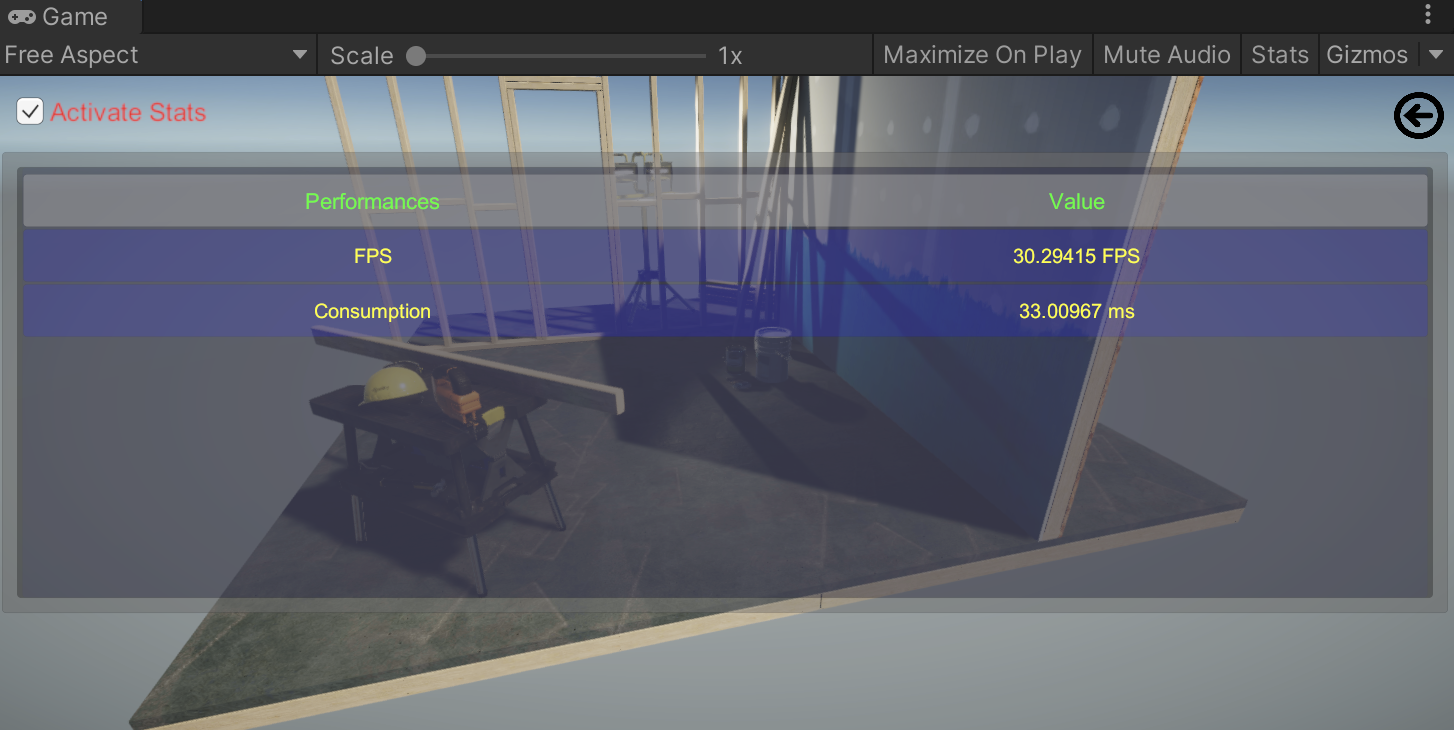 Game
Free Aspect Scale 1x Maximize On Play Mute Audio Stats Gizmos
Activate Stats
Performances Value
FPS 30.29415 FPS
Consumption 33.00967 ms